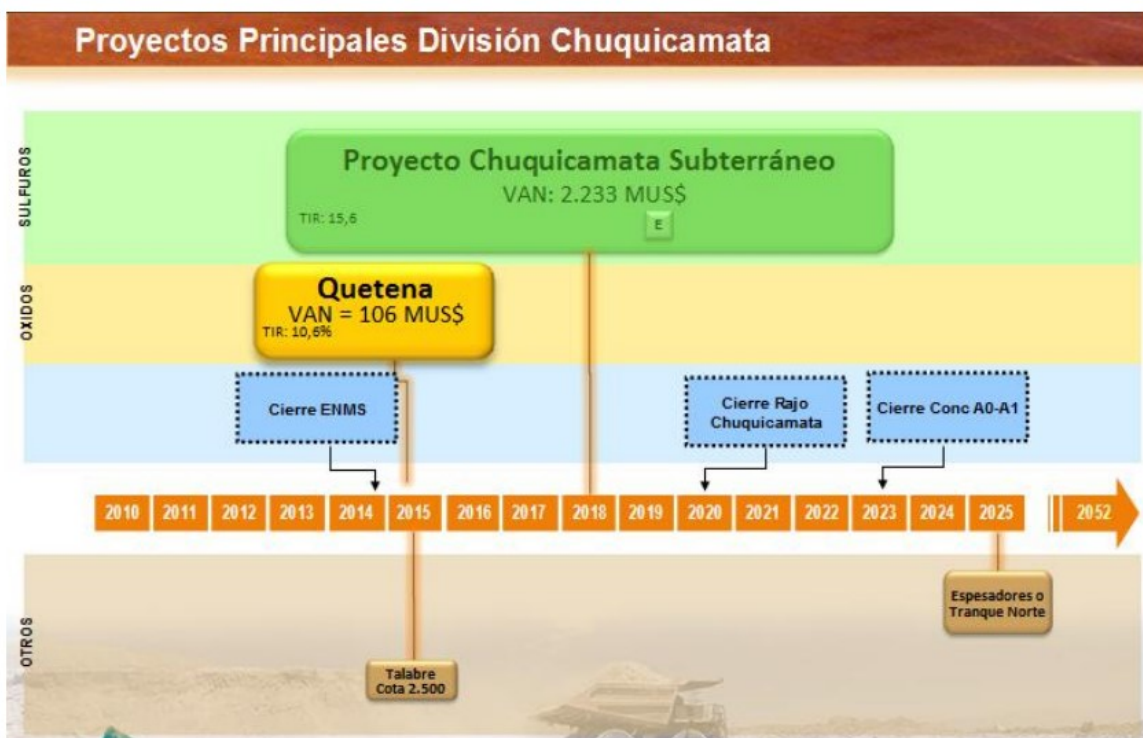 Proyectos Principales División Chuquicamata
SULFUROS
Proyecto Chuquicamata Subterráneo
VAN: 2.233 MUS$
TIR: 15,6
E
OXIDOS
Quetena
VAN = 106 MUS$
TIR: 10,6%
Cierre ENMS
Cierre Rajo
Chuquicamata
Cierre Conc A0-A1
2010 2011 2012 2013 2014 2015 2016 2017 2018 2019 2020 2021 2022 2023 2024 2025 2052
OTROS
Espesadores o
Tranque Norte
Talabre
Cota 2.500